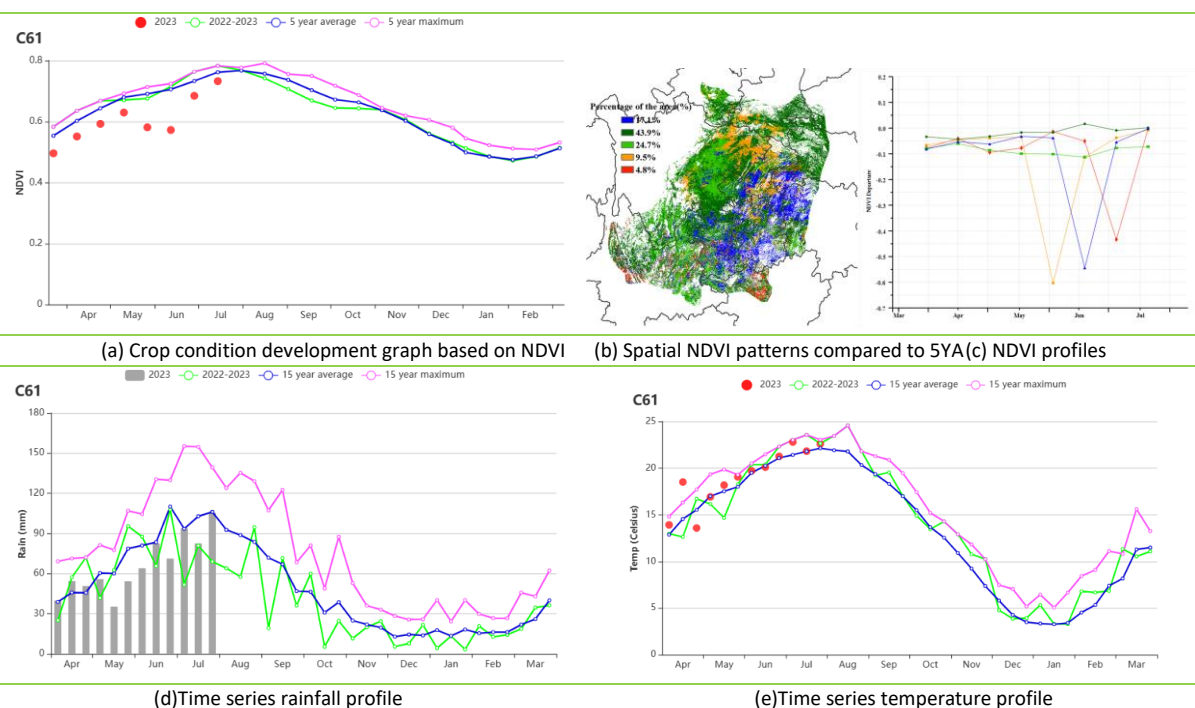 2023 2022-2023 5 year average 5 year maximum
C61
0.8
0.6
0.4
0.2
0
NDVI
Apr May Jun Jul Aug Sep Oct Nov Dec Jan Feb
Percentage of the area(%)
17.1%
43.9%
24.7%
9.5%
4.8%
0.2
0.1
0.0
-0.1
-0.2
-0.3
-0.4
-0.5
-0.6
-0.7
NDVI Departure
Mar Apr May Jun Jul
(a) Crop condition development graph based on NDVI (b) Spatial NDVI patterns compared to 5YA (c) NDVI profiles
2023 2022-2023 15 year average 15 year maximum
C61
180
150
120
90
60
30
0
Rain (mm)
Apr May Jun Jul Aug Sep Oct Nov Dec Jan Feb Mar
2023 2022-2023 15 year average 15 year maximum
C61
25
20
15
10
5
0
Temp (Celsius)
Apr May Jun Jul Aug Sep Oct Nov Dec Jan Feb Mar
(d)Time series rainfall profile (e)Time series temperature profile